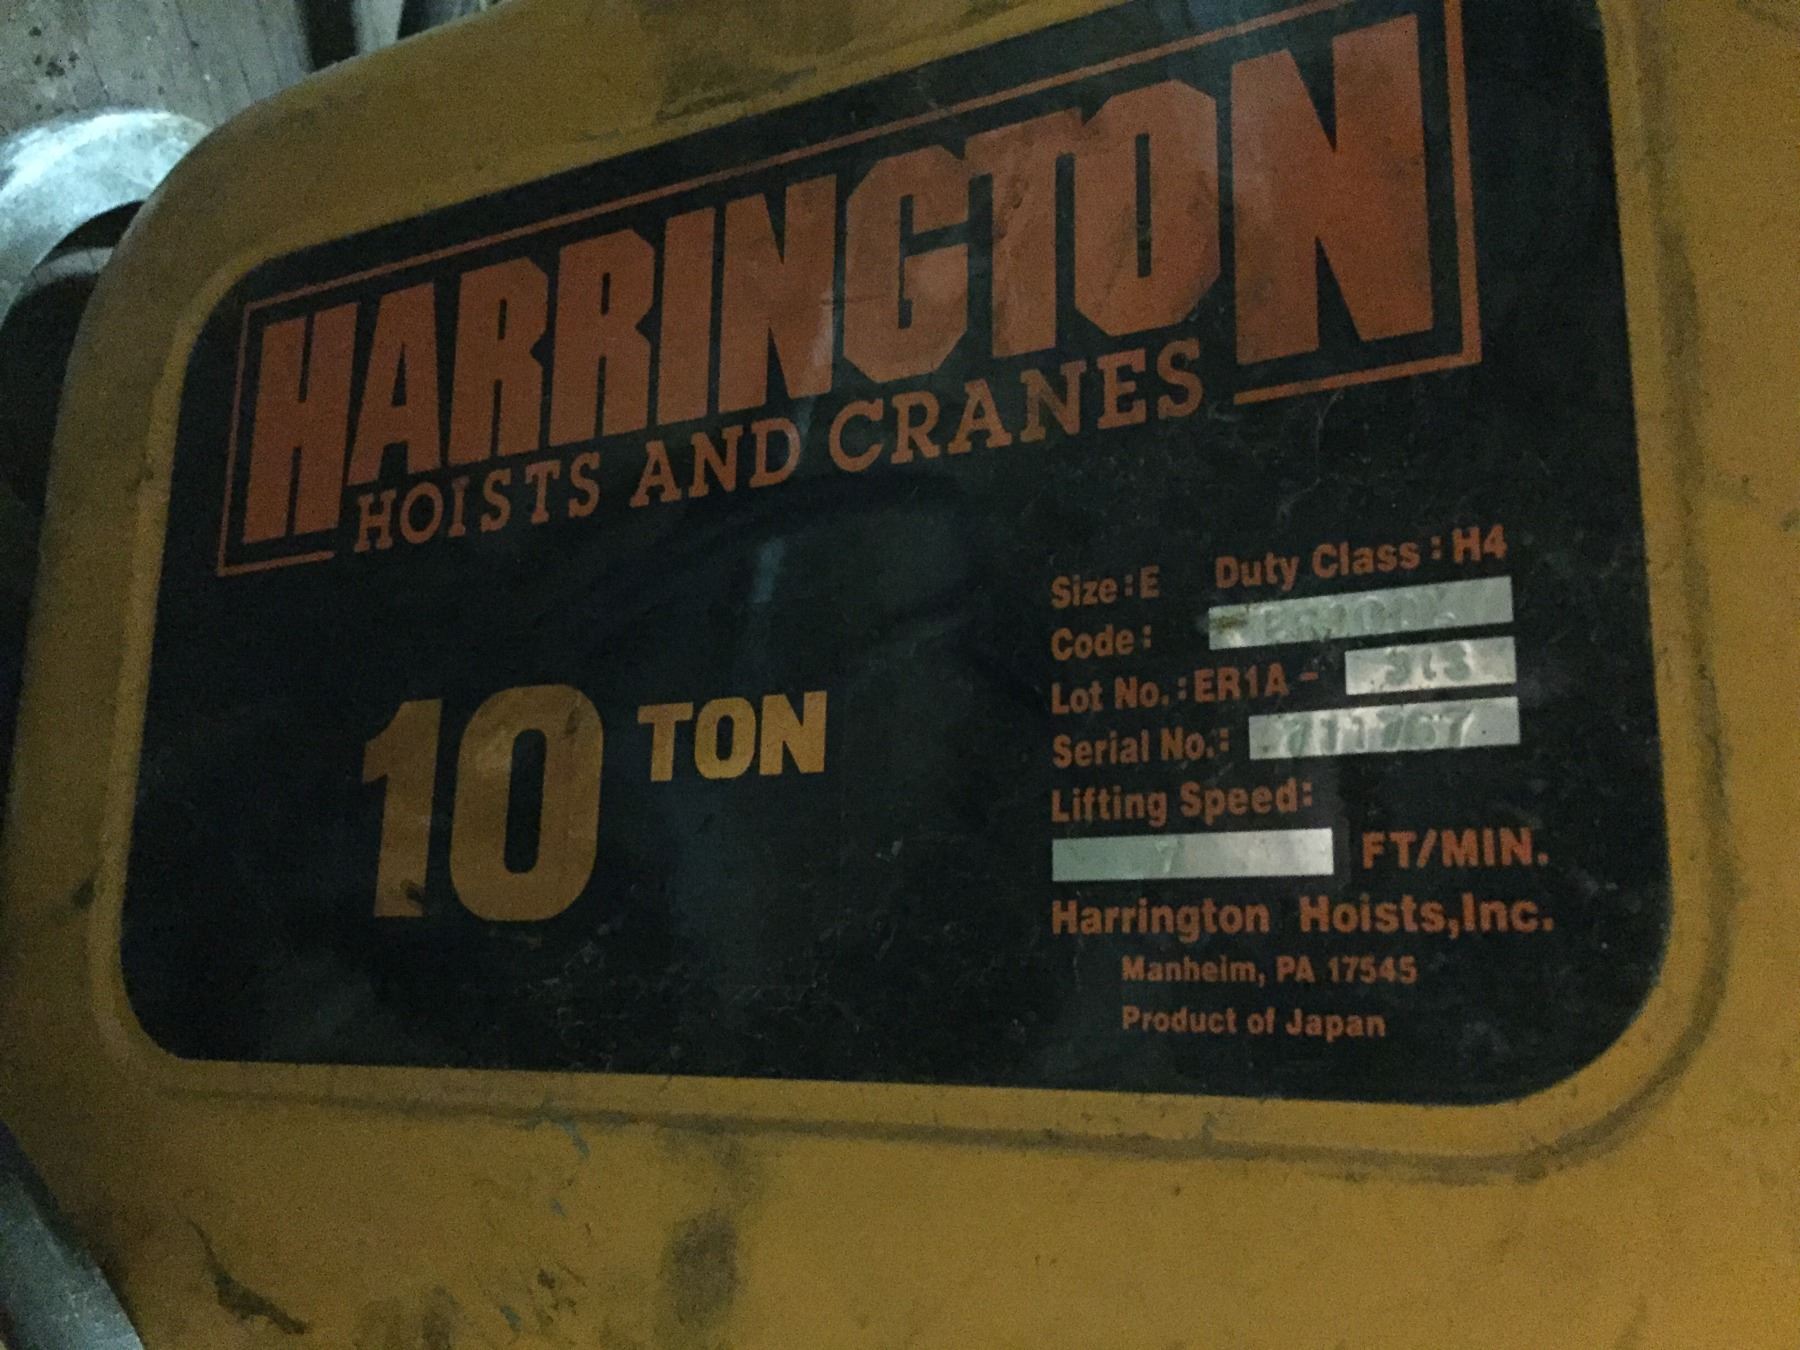 HARRINGTON
HOISTS AND CRANES
10 TON
Size: E Duty Class: H4
Code:
Lot No.: ER1A -
Serial No.:
Lifting Speed:
7 FT/MIN.
Harrington Hoists, Inc.
Manheim, PA 17545
Product of Japan